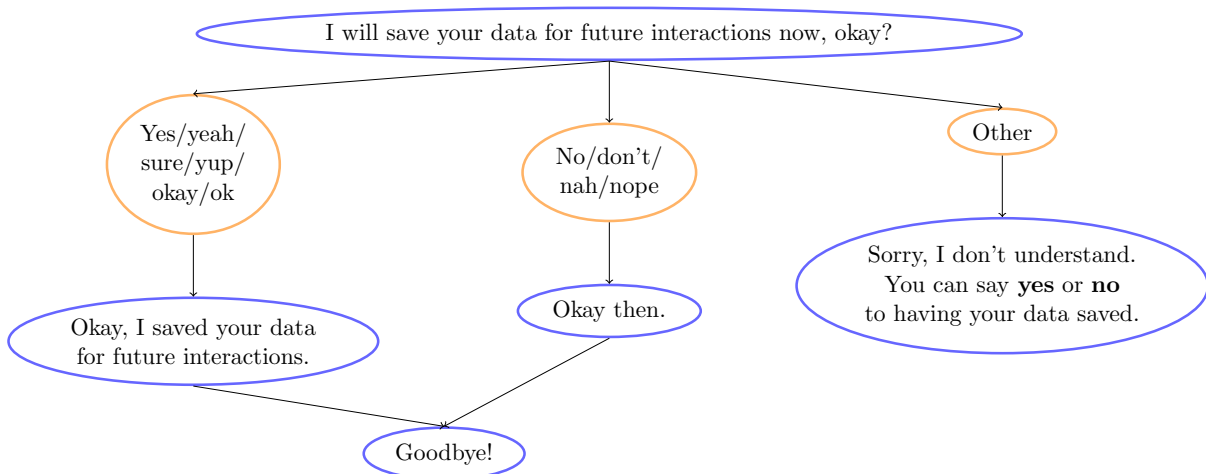 I will save your data for future interactions now, okay?
Yes/yeah/
sure/yup/
okay/ok
No/don't/
nah/nope
Other
Okay, I saved your data
for future interactions.
Okay then.
Sorry, I don't understand.
You can say yes or no
to having your data saved.
Goodbye!